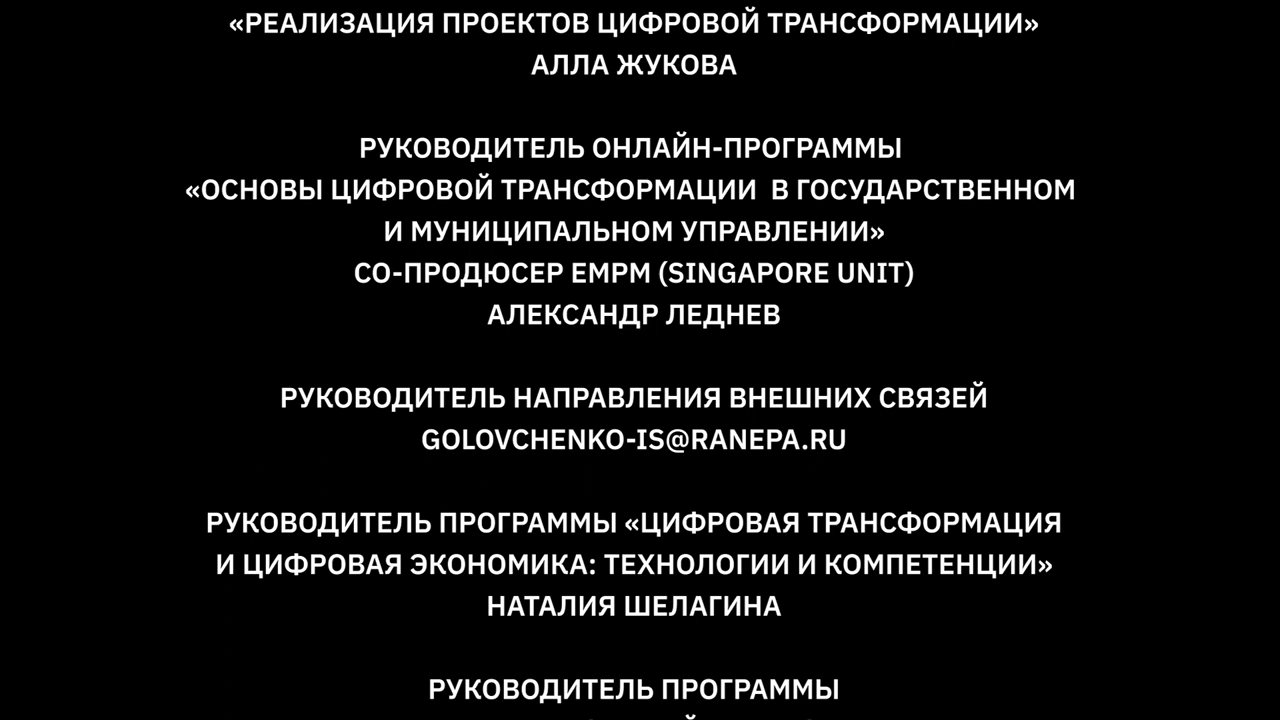 «РЕАЛИЗАЦИЯ ПРОЕКТОВ ЦИФРОВОЙ ТРАНСФОРМАЦИИ»
АЛЛА ЖУКОВА
РУКОВОДИТЕЛЬ ОНЛАЙН-ПРОГРАММЫ
«ОСНОВЫ ЦИФРОВОЙ ТРАНСФОРМАЦИИ  В ГОСУДАРСТВЕННОМ
И МУНИЦИПАЛЬНОМ УПРАВЛЕНИИ»
СО-ПРОДЮСЕР EMPM (SINGAPORE UNIT)
АЛЕКСАНДР ЛЕДНЕВ
РУКОВОДИТЕЛЬ НАПРАВЛЕНИЯ ВНЕШНИХ СВЯЗЕЙ
GOLOVCHENKO-IS@RANEPA.RU
РУКОВОДИТЕЛЬ ПРОГРАММЫ «ЦИФРОВАЯ ТРАНСФОРМАЦИЯ
И ЦИФРОВАЯ ЭКОНОМИКА: ТЕХНОЛОГИИ И КОМПЕТЕНЦИИ»
НАТАЛИЯ ШЕЛАГИНА
РУКОВОДИТЕЛЬ ПРОГРАММЫ